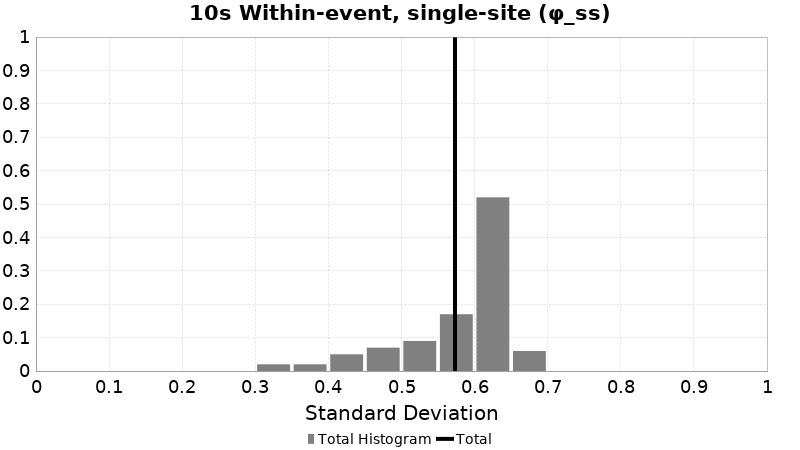 10s Within-event, single-site (φ_ss)
1
0.9
0.8
0.7
0.6
0.5
0.4
0.3
0.2
0.1
0
0 0.1 0.2 0.3 0.4 0.5 0.6 0.7 0.8 0.9 1
Standard Deviation
Total Histogram Total